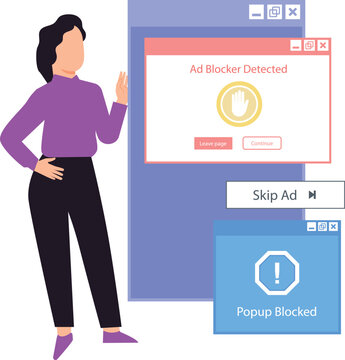 Ad Blocker Detected
Leave page
Continue
Skip Ad
Popup Blocked